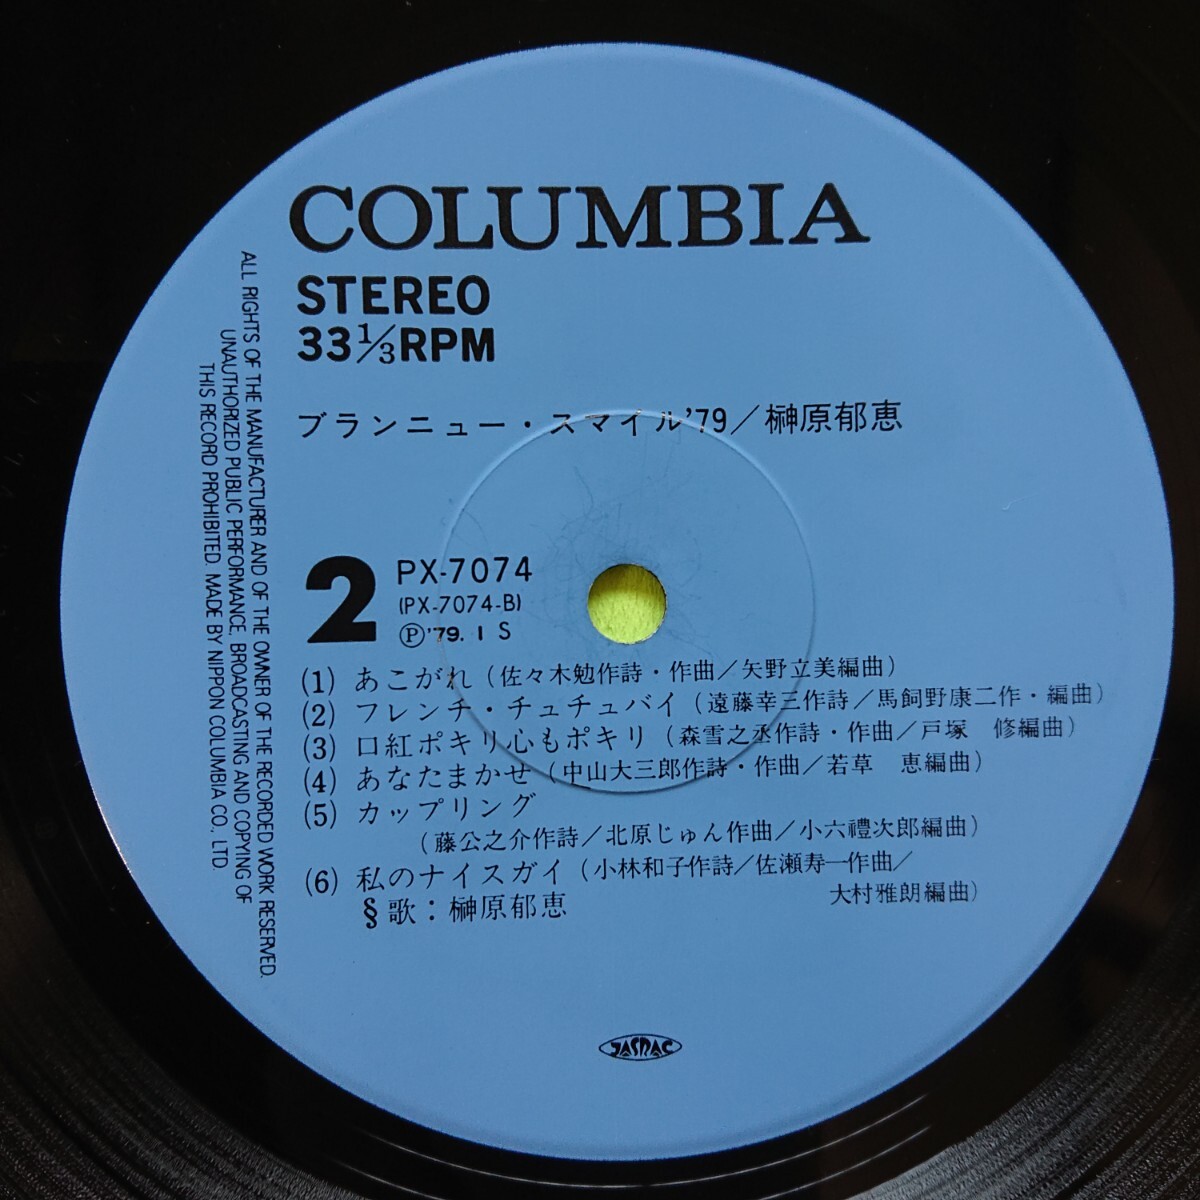 COLUMBIA
STEREO
33 1/3 RPM
ブランニュー・スマイル'79／榊原郁恵
2
PX-7074
(PX-7074-B)
Ⓟ'79. 1 S
(1) あこがれ（佐々木勉作詩・作曲／矢野立美編曲）
(2) フレンチ・チュチュバイ（遠藤幸三作詩／馬飼野康二作・編曲）
(3) 口紅ポキリ心もポキリ（森雪之丞作詩・作曲／戸塚　修編曲）
(4) あなたまかせ（中山大三郎作詩・作曲／若草　恵編曲）
(5) カップリング
（藤公之介作詩／北原じゅん作曲／小六禮次郎編曲）
(6) 私のナイスガイ（小林和子作詩／佐瀬寿一作曲／
大村雅朗編曲）
§歌：榊原郁恵
ALL RIGHTS OF THE MANUFACTURER AND OF THE OWNER OF THE RECORDED WORK RESERVED.
UNAUTHORIZED PUBLIC PERFORMANCE, BROADCASTING AND COPYING OF
THIS RECORD PROHIBITED. MADE BY NIPPON COLUMBIA CO., LTD.
JASRAC